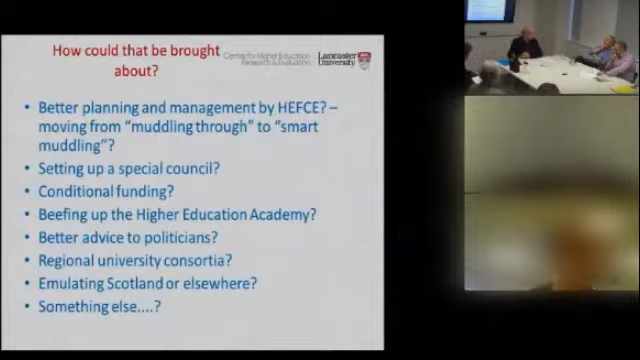 How could that be brought
about?
Centre for Higher Education
Research & Evaluation
Lancaster
University
• Better planning and management by HEFCE? –
moving from “muddling through” to “smart
muddling”?
• Setting up a special council?
• Conditional funding?
• Beefing up the Higher Education Academy?
• Better advice to politicians?
• Regional university consortia?
• Emulating Scotland or elsewhere?
• Something else....?